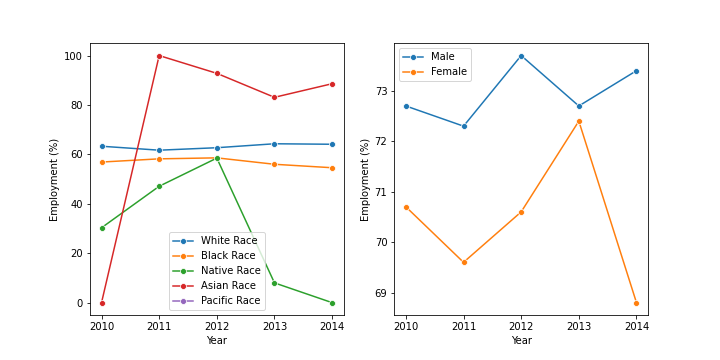 100
80
60
40
20
0
Employment (%)
2010 2011 2012 2013 2014
Year
White Race
Black Race
Native Race
Asian Race
Pacific Race
Male
Female
73
72
71
70
69
Employment (%)
2010 2011 2012 2013 2014
Year